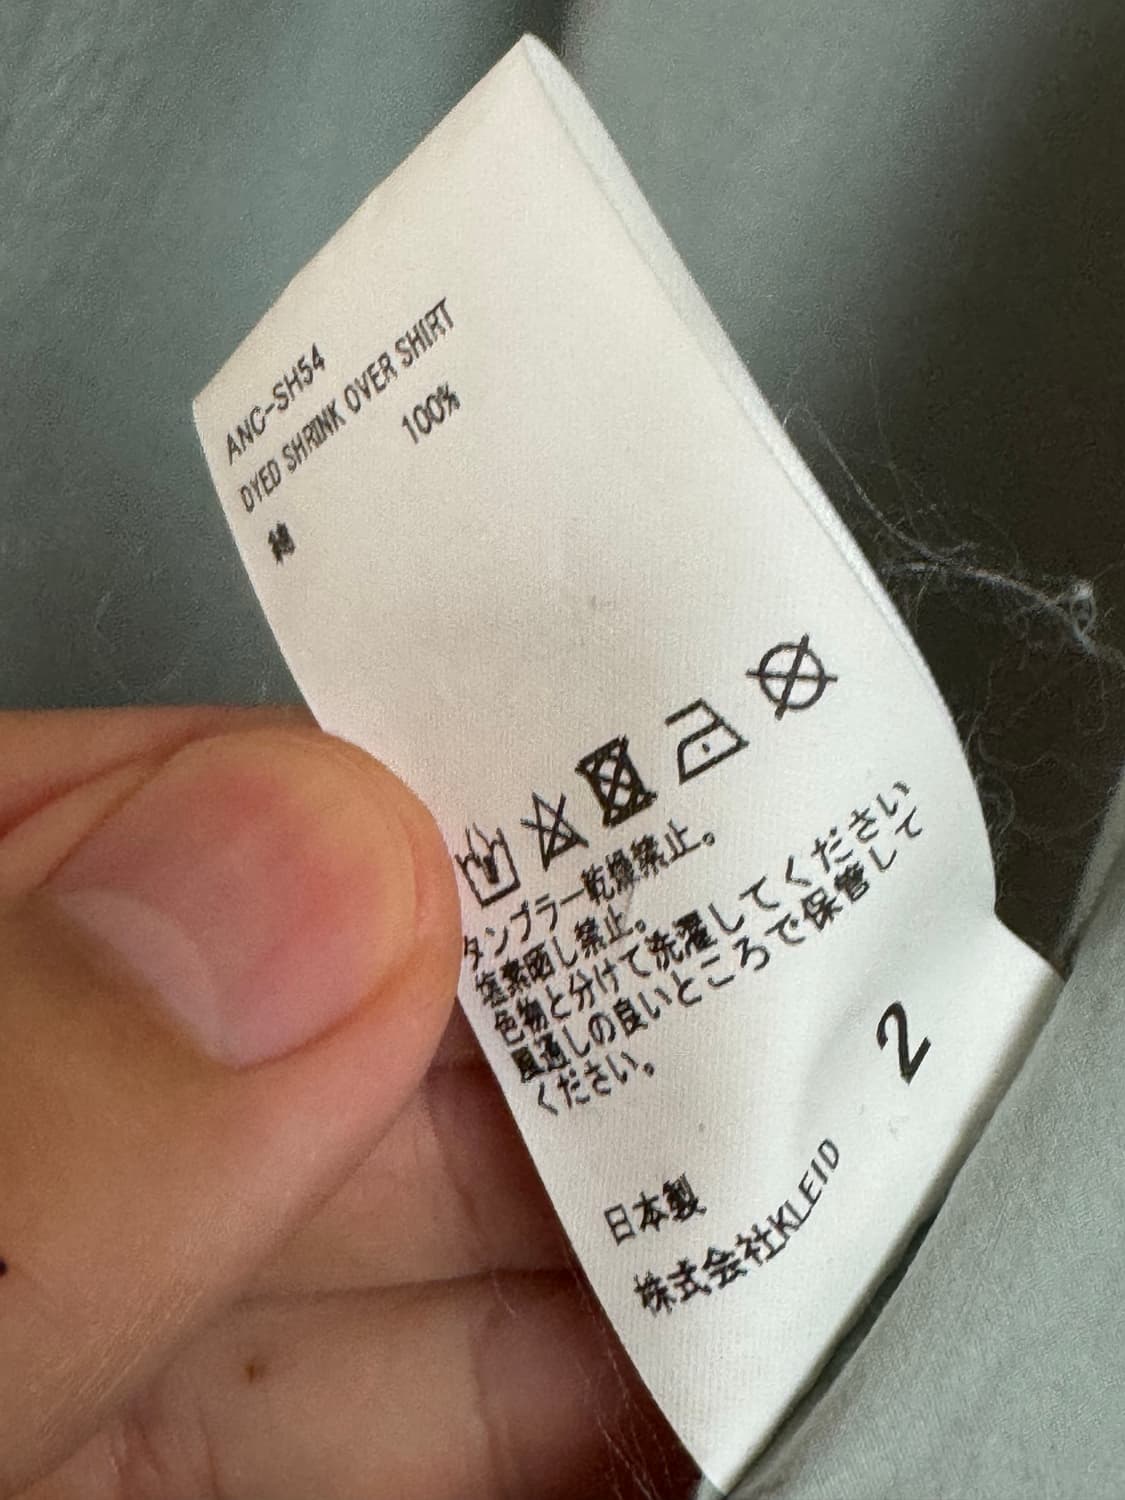 ANC-SH54
DYED SHRINK OVER SHIRT
綿 100%
タンブラー乾燥禁止。
塩素晒し禁止。
色物と分けて洗濯してください
風通しの良いところで保管して
ください。
2
日本製
株式会社KLEID